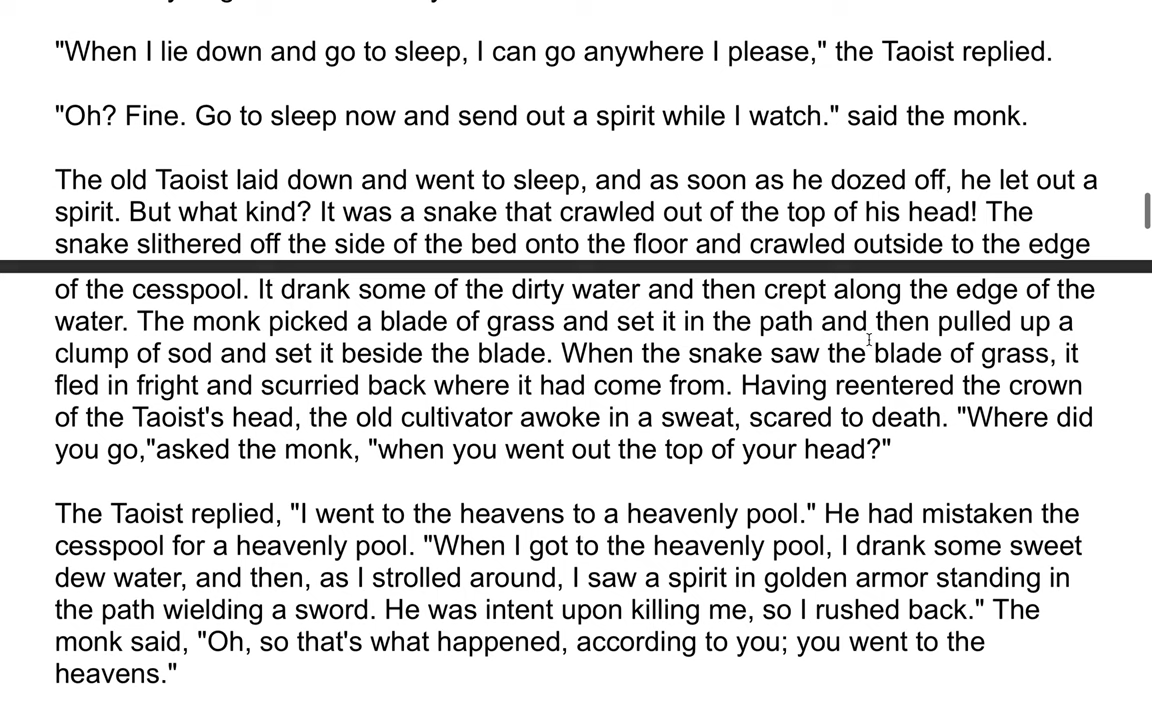 "When I lie down and go to sleep, I can go anywhere I please," the Taoist replied.
"Oh? Fine. Go to sleep now and send out a spirit while I watch." said the monk.
The old Taoist laid down and went to sleep, and as soon as he dozed off, he let out a
spirit. But what kind? It was a snake that crawled out of the top of his head! The
snake slithered off the side of the bed onto the floor and crawled outside to the edge
of the cesspool. It drank some of the dirty water and then crept along the edge of the
water. The monk picked a blade of grass and set it in the path and then pulled up a
clump of sod and set it beside the blade. When the snake saw the blade of grass, it
fled in fright and scurried back where it had come from. Having reentered the crown
of the Taoist's head, the old cultivator awoke in a sweat, scared to death. "Where did
you go,"asked the monk, "when you went out the top of your head?"
The Taoist replied, "I went to the heavens to a heavenly pool." He had mistaken the
cesspool for a heavenly pool. "When I got to the heavenly pool, I drank some sweet
dew water, and then, as I strolled around, I saw a spirit in golden armor standing in
the path wielding a sword. He was intent upon killing me, so I rushed back." The
monk said, "Oh, so that's what happened, according to you; you went to the
heavens."